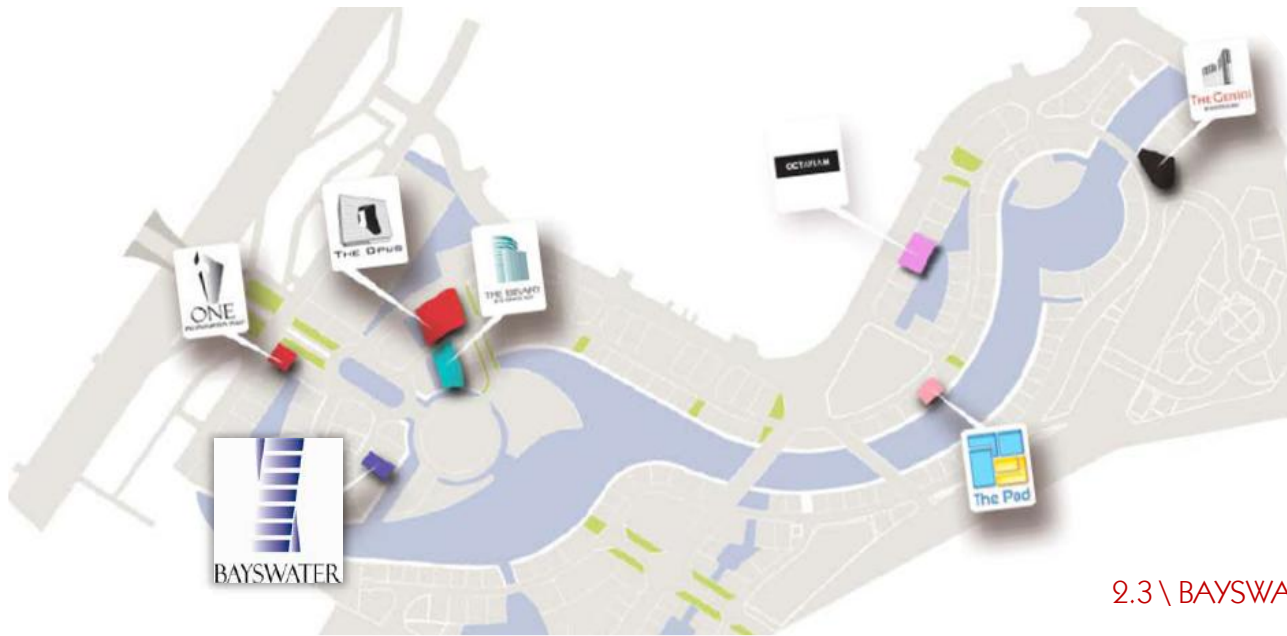 THE GEMINI
OCTAVIAN
THE OPUS
THE BINARY
ONE
The Pad
BAYSWATER
2.3 \ BAYSWA